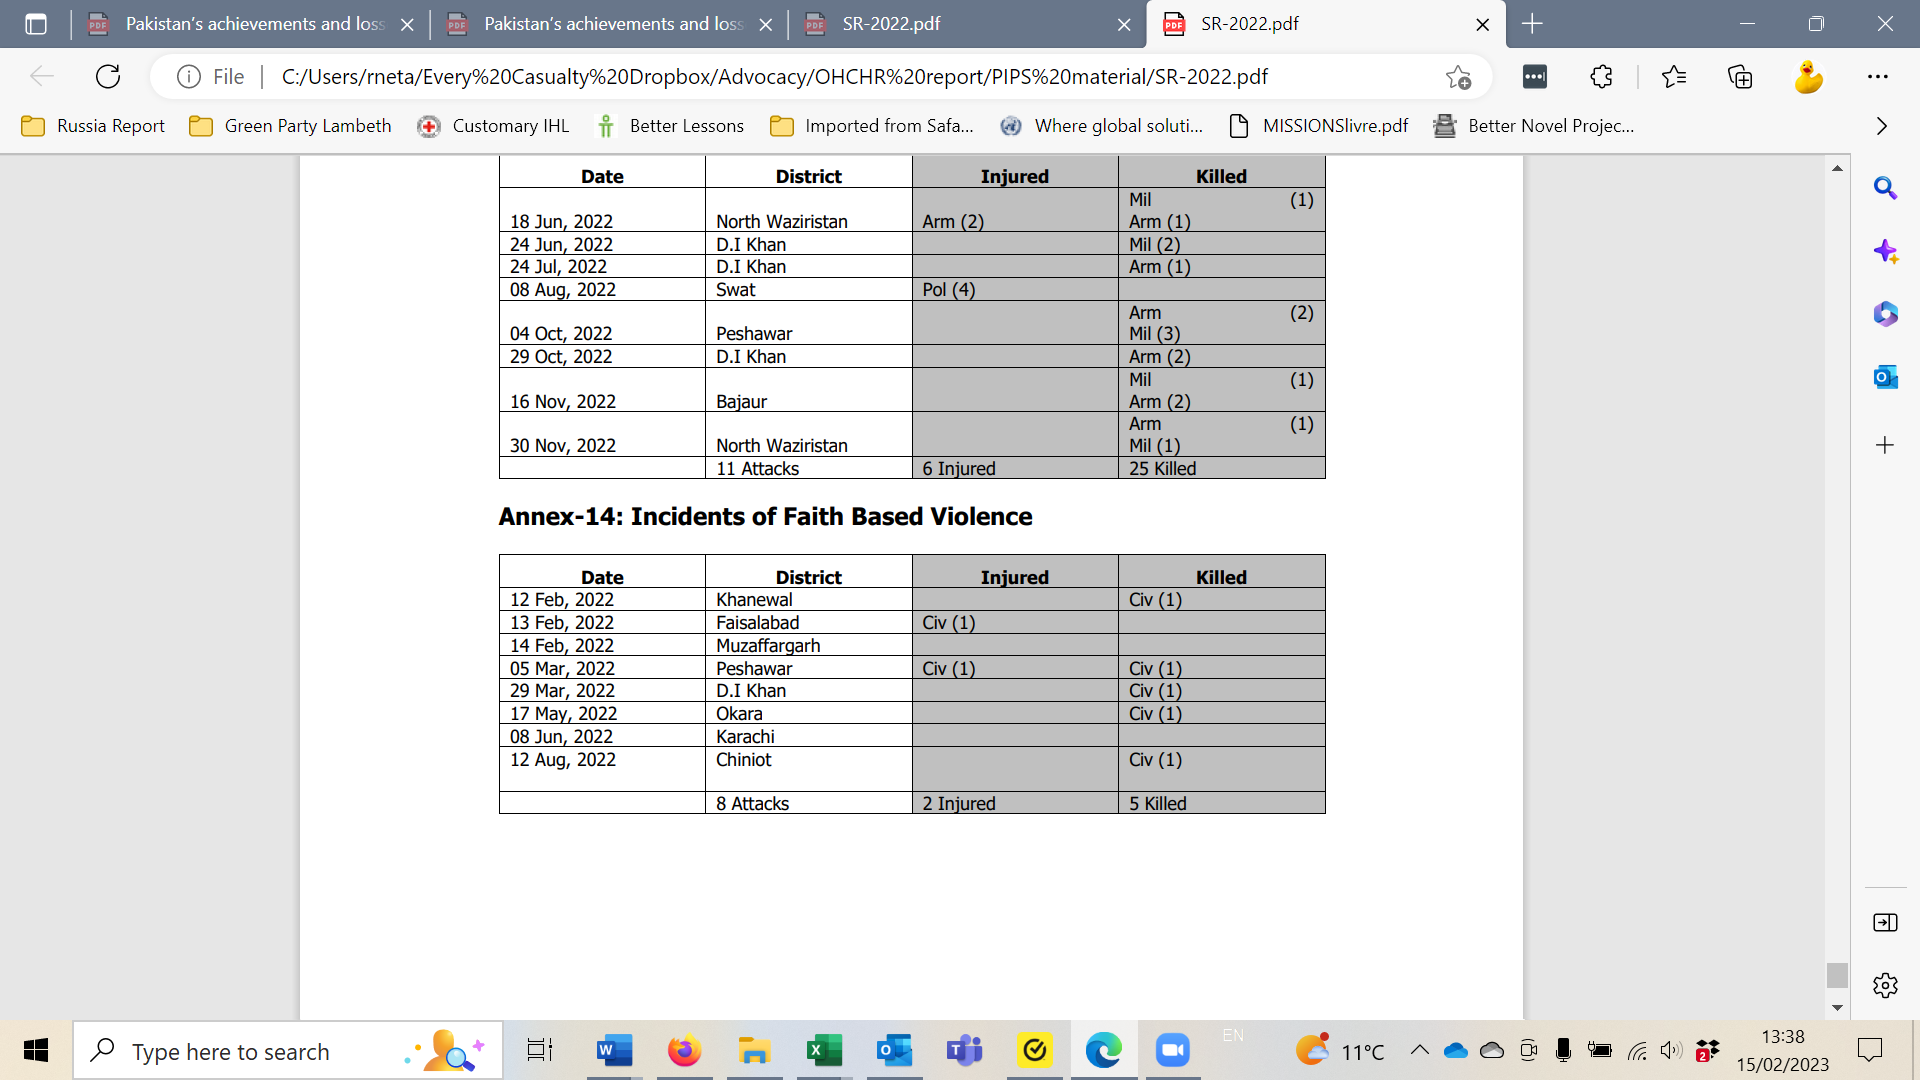 Pakistan's achievements and loss
Pakistan's achievements and loss
SR-2022.pdf
SR-2022.pdf
File
C:/Users/rneta/Every%20Casualty%20Dropbox/Advocacy/OHCHR%20report/PIPS%20material/SR-2022.pdf
Russia Report
Green Party Lambeth
Customary IHL
Better Lessons
Imported from Safa...
Where global soluti...
MISSIONSlivre.pdf
Better Novel Projec...
Date District Injured Killed
Mil (1)
18 Jun, 2022 North Waziristan Arm (2) Arm (1)
24 Jun, 2022 D.I Khan Mil (2)
24 Jul, 2022 D.I Khan Arm (1)
08 Aug, 2022 Swat Pol (4)
Arm (2)
04 Oct, 2022 Peshawar Mil (3)
29 Oct, 2022 D.I Khan Arm (2)
Mil (1)
16 Nov, 2022 Bajaur Arm (2)
Arm (1)
30 Nov, 2022 North Waziristan Mil (1)
11 Attacks 6 Injured 25 Killed
Annex-14: Incidents of Faith Based Violence
Date District Injured Killed
12 Feb, 2022 Khanewal Civ (1)
13 Feb, 2022 Faisalabad Civ (1)
14 Feb, 2022 Muzaffargarh
05 Mar, 2022 Peshawar Civ (1) Civ (1)
29 Mar, 2022 D.I Khan Civ (1)
17 May, 2022 Okara Civ (1)
08 Jun, 2022 Karachi
12 Aug, 2022 Chiniot Civ (1)
8 Attacks 2 Injured 5 Killed
Type here to search
EN
11°C
2
13:38
15/02/2023